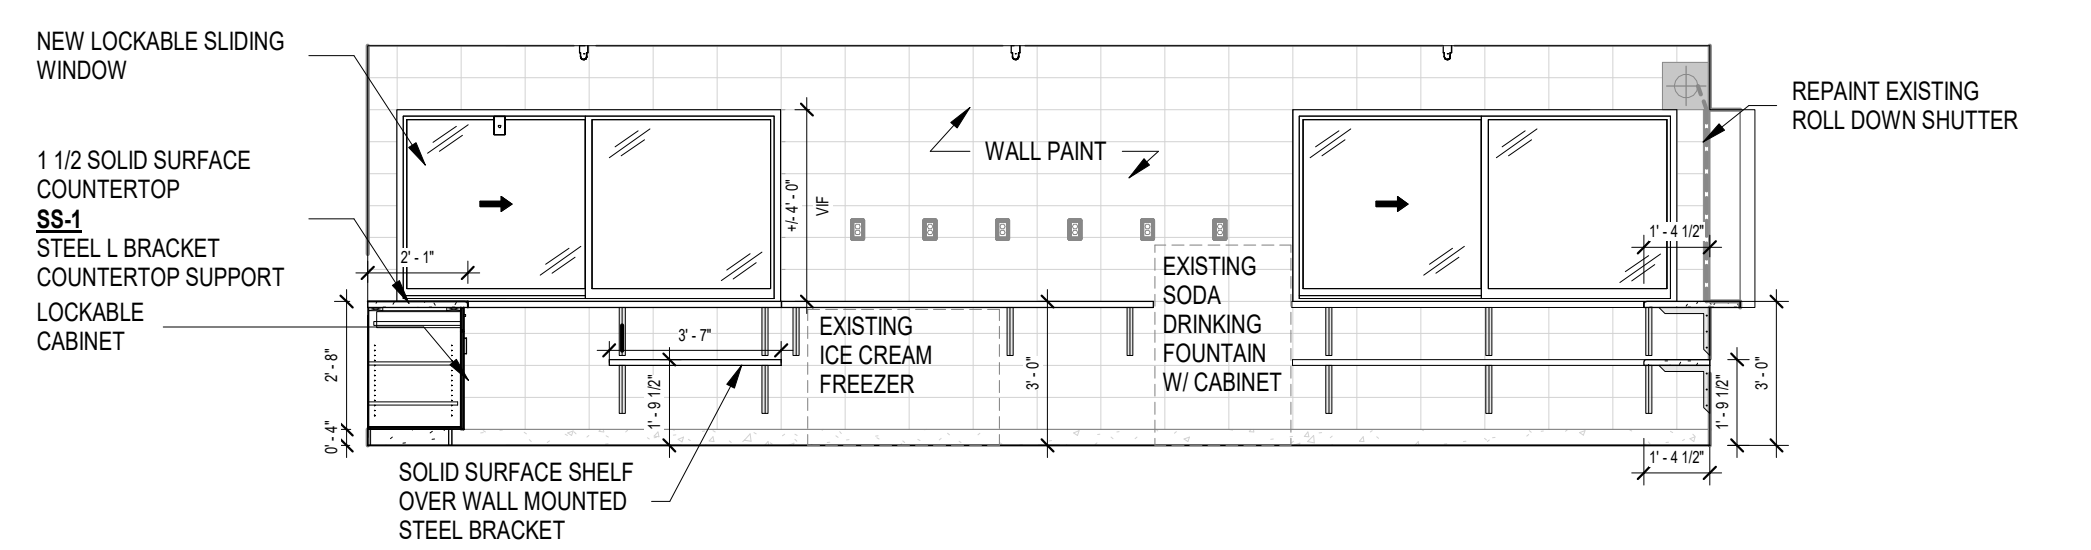 NEW LOCKABLE SLIDING
WINDOW
1 1/2 SOLID SURFACE
COUNTERTOP
SS-1
STEEL L BRACKET
COUNTERTOP SUPPORT
LOCKABLE
CABINET
2' - 1"
2' - 8"
0' - 4"
3' - 7"
1' - 9 1/2"
SOLID SURFACE SHELF
OVER WALL MOUNTED
STEEL BRACKET
+/- 4' - 0"
VIF
WALL PAINT
EXISTING
ICE CREAM
FREEZER
3' - 0"
EXISTING
SODA
DRINKING
FOUNTAIN
W/ CABINET
REPAINT EXISTING
ROLL DOWN SHUTTER
1' - 4 1/2"
1' - 9 1/2"
3' - 0"
1' - 4 1/2"